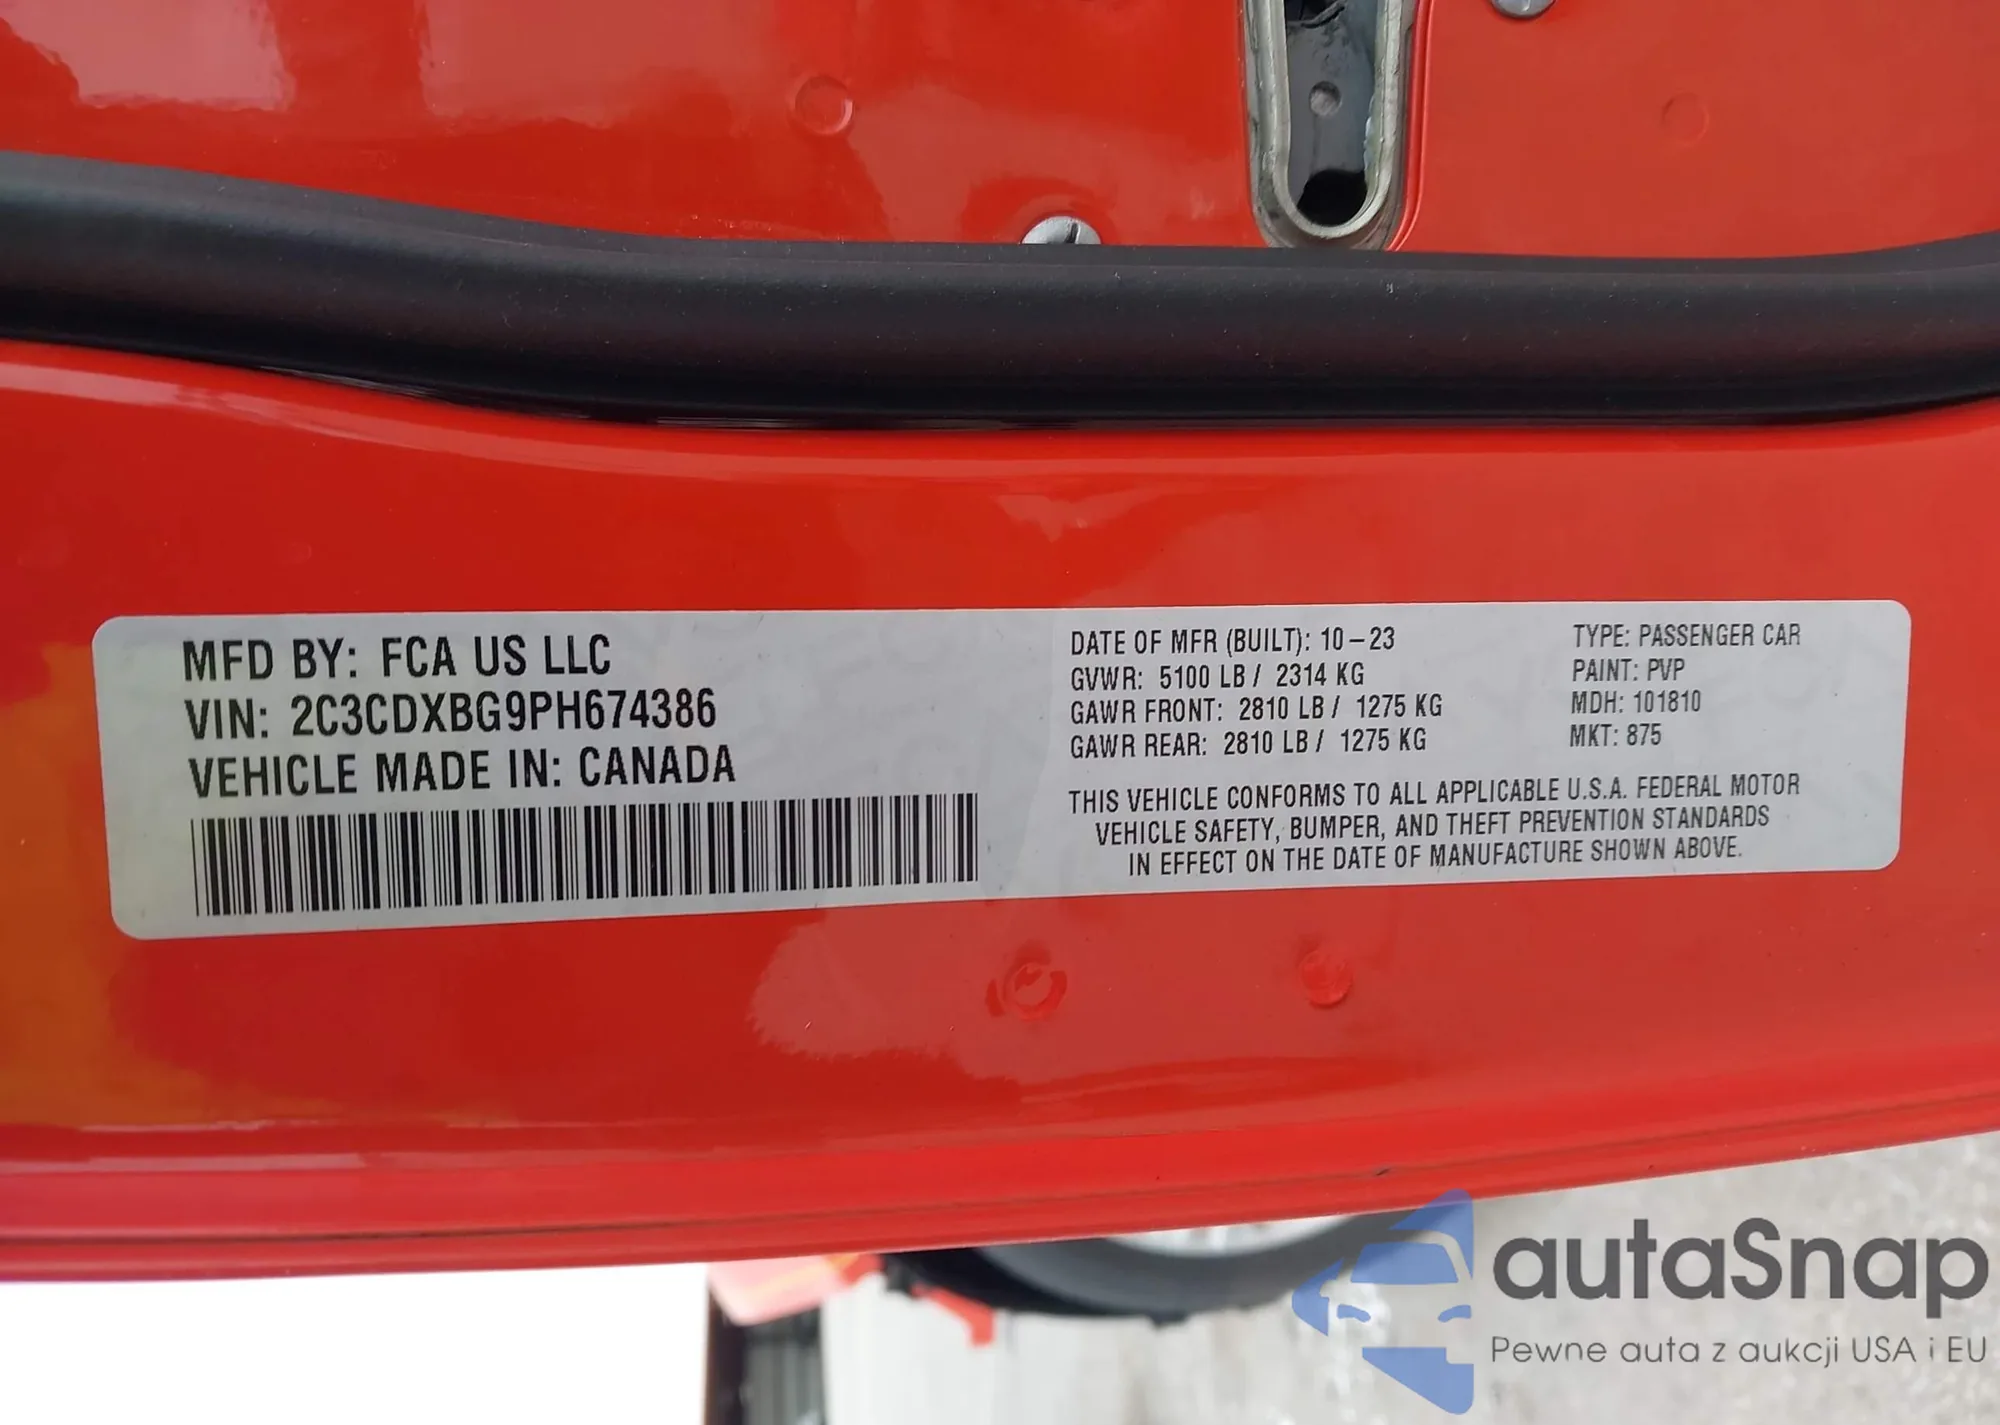 MFD BY: FCA US LLC
VIN: 2C3CDXBG9PH674386
VEHICLE MADE IN: CANADA
DATE OF MFR (BUILT): 10-23
GVWR: 5100 LB / 2314 KG
GAWR FRONT: 2810 LB / 1275 KG
GAWR REAR: 2810 LB / 1275 KG
TYPE: PASSENGER CAR
PAINT: PVP
MDH: 101810
MKT: 875
THIS VEHICLE CONFORMS TO ALL APPLICABLE U.S.A. FEDERAL MOTOR
VEHICLE SAFETY, BUMPER, AND THEFT PREVENTION STANDARDS
IN EFFECT ON THE DATE OF MANUFACTURE SHOWN ABOVE.
autaSnap
Pewne auta z aukcji USA i EU